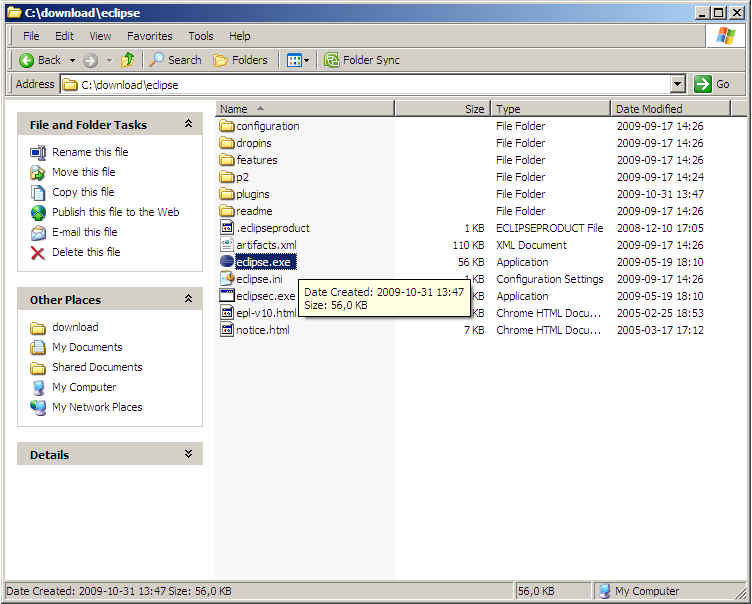 C:\download\eclipse
File Edit View Favorites Tools Help
Back Search Folders Folder Sync
Address C:\download\eclipse Go
File and Folder Tasks
Rename this file
Move this file
Copy this file
Publish this file to the Web
E-mail this file
Delete this file
Other Places
download
My Documents
Shared Documents
My Computer
My Network Places
Details
Name Size Type Date Modified
configuration File Folder 2009-09-17 14:26
dropins File Folder 2009-09-17 14:26
features File Folder 2009-09-17 14:26
p2 File Folder 2009-09-17 14:24
plugins File Folder 2009-10-31 13:47
readme File Folder 2009-09-17 14:26
.eclipseproduct 1 KB ECLIPSEPRODUCT File 2008-12-10 17:05
artifacts.xml 110 KB XML Document 2009-09-17 14:26
eclipse.exe 56 KB Application 2009-05-19 18:10
eclipse.ini 1 KB Configuration Settings 2009-09-17 14:26
eclipsec.exe KB Application 2009-05-19 18:10
epl-v10.html KB Chrome HTML Docu... 2005-02-25 18:53
notice.html 7 KB Chrome HTML Docu... 2005-03-17 17:12
Date Created: 2009-10-31 13:47
Size: 56,0 KB
Date Created: 2009-10-31 13:47 Size: 56,0 KB 56,0 KB My Computer